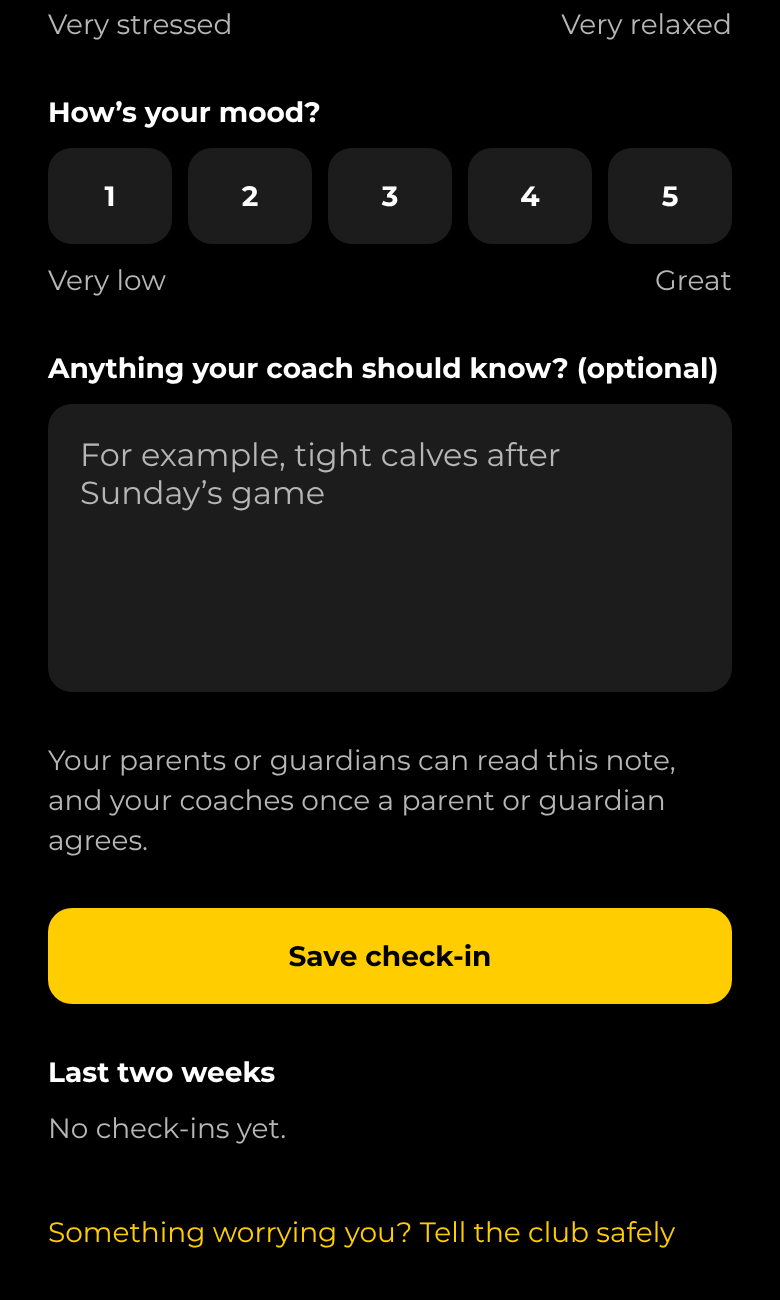 Very stressed Very relaxed
How’s your mood?
1 2 3 4 5
Very low Great
Anything your coach should know? (optional)
For example, tight calves after
Sunday’s game
Your parents or guardians can read this note,
and your coaches once a parent or guardian
agrees.
Save check-in
Last two weeks
No check-ins yet.
Something worrying you? Tell the club safely